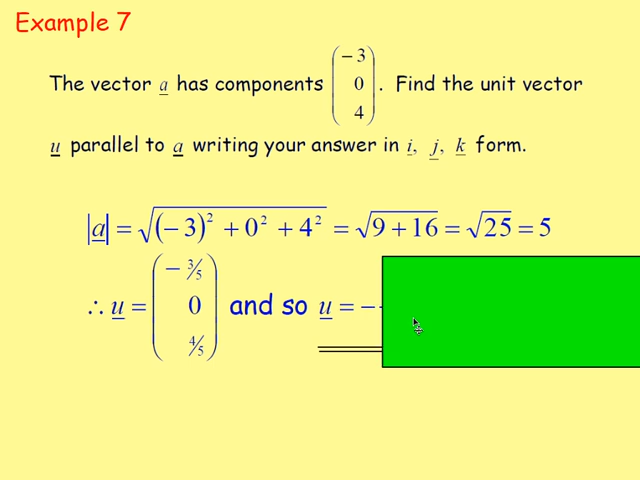 Example 7
The vector a has components (−3 0 4). Find the unit vector
u parallel to a writing your answer in i, j, k form.
|a| = √((−3)² + 0² + 4²) = √(9 + 16) = √25 = 5
∴ u = (−3/5 0 4/5) and so u = −